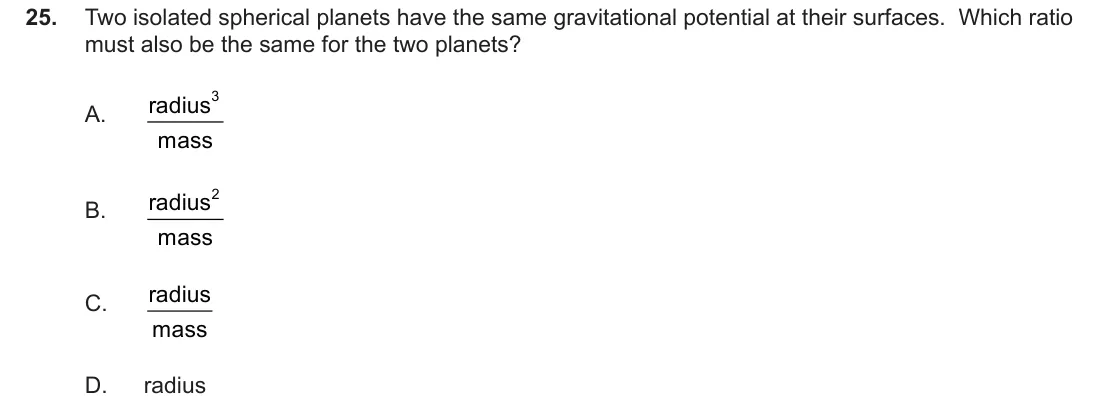 25. Two isolated spherical planets have the same gravitational potential at their surfaces. Which ratio
must also be the same for the two planets?
A. radius³
mass
B. radius²
mass
C. radius
mass
D. radius